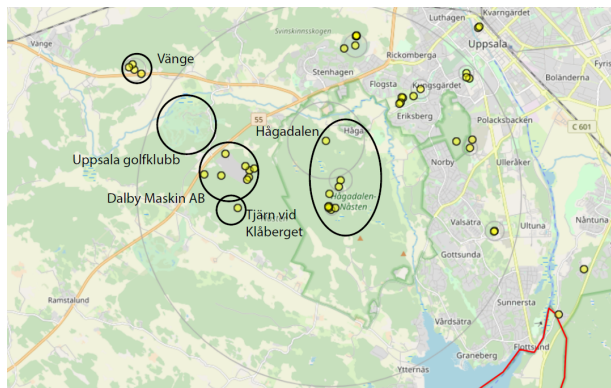 Luthagen
Kvarngärdet
Svinskinnsskogen
Fyris
Vänge
Vänge
Rickomberga
Uppsala
Stenhagen
Boländerna
Flogsta
Kungsgärdet
55
Hågadalen
Håga
Eriksberg
Polacksbacken
C 601
Uppsala golfklubb
Norby
Ulleråker
Dalby Maskin AB
Hågadalen-
Nåsten
Tjärn vid
Klåberget
Valsätra
Ultuna
Nåntuna
Gottsunda
Ramstalund
Sunnersta
Vårdsätra
Flottsund
Graneberg
Ytternäs